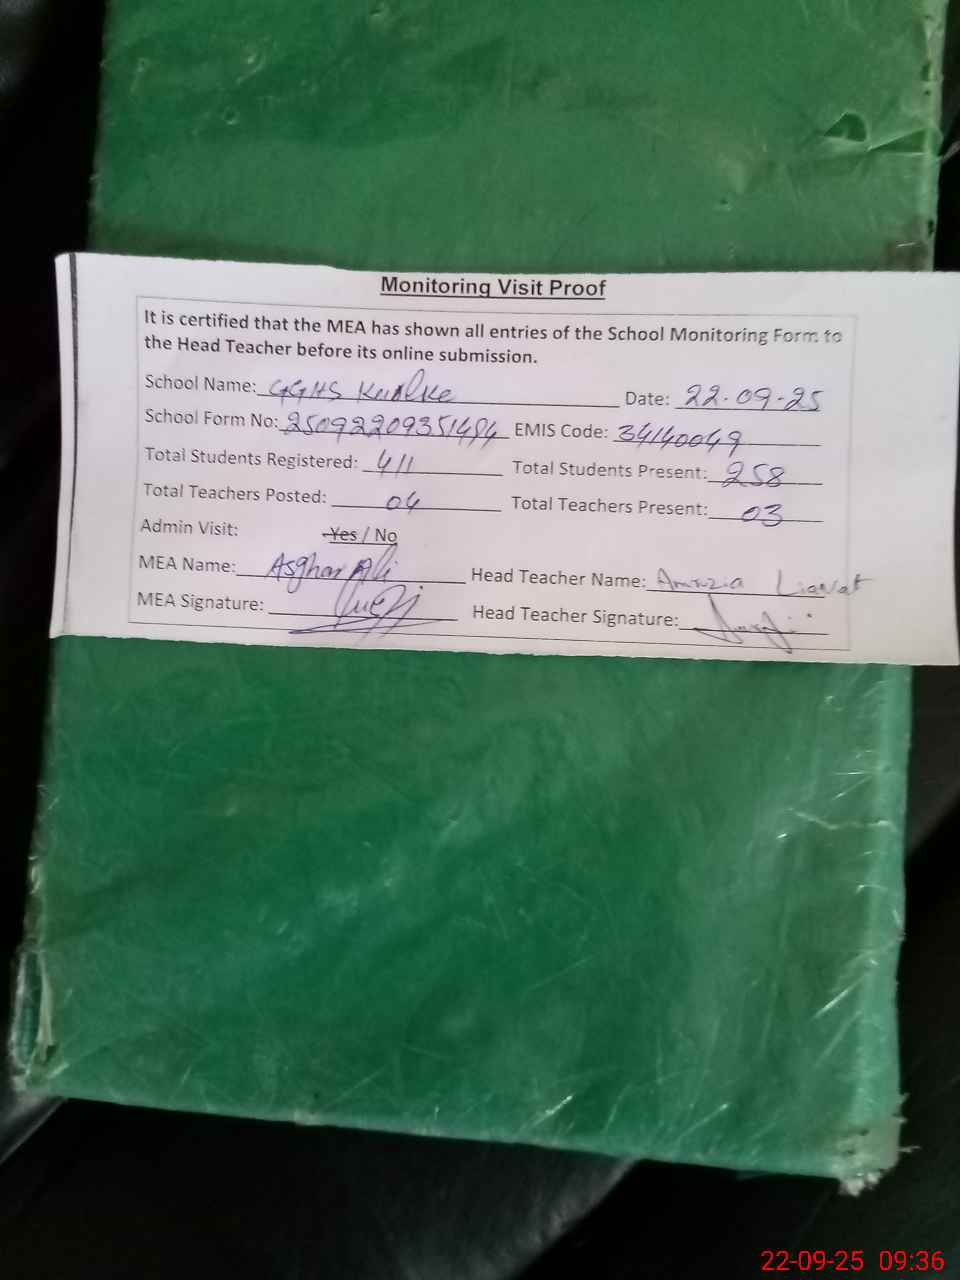 Monitoring Visit Proof
It is certified that the MEA has shown all entries of the School Monitoring Form to
the Head Teacher before its online submission.
School Name: GGHS Date: 22-09-25
School Form No: EMIS Code: 34140049
Total Students Registered: 411 Total Students Present: 258
Total Teachers Posted: 04 Total Teachers Present: 03
Admin Visit: Yes / No
MEA Name: Asghar Ali Head Teacher Name: Liaqat
MEA Signature: Head Teacher Signature:
22-09-25 09:36